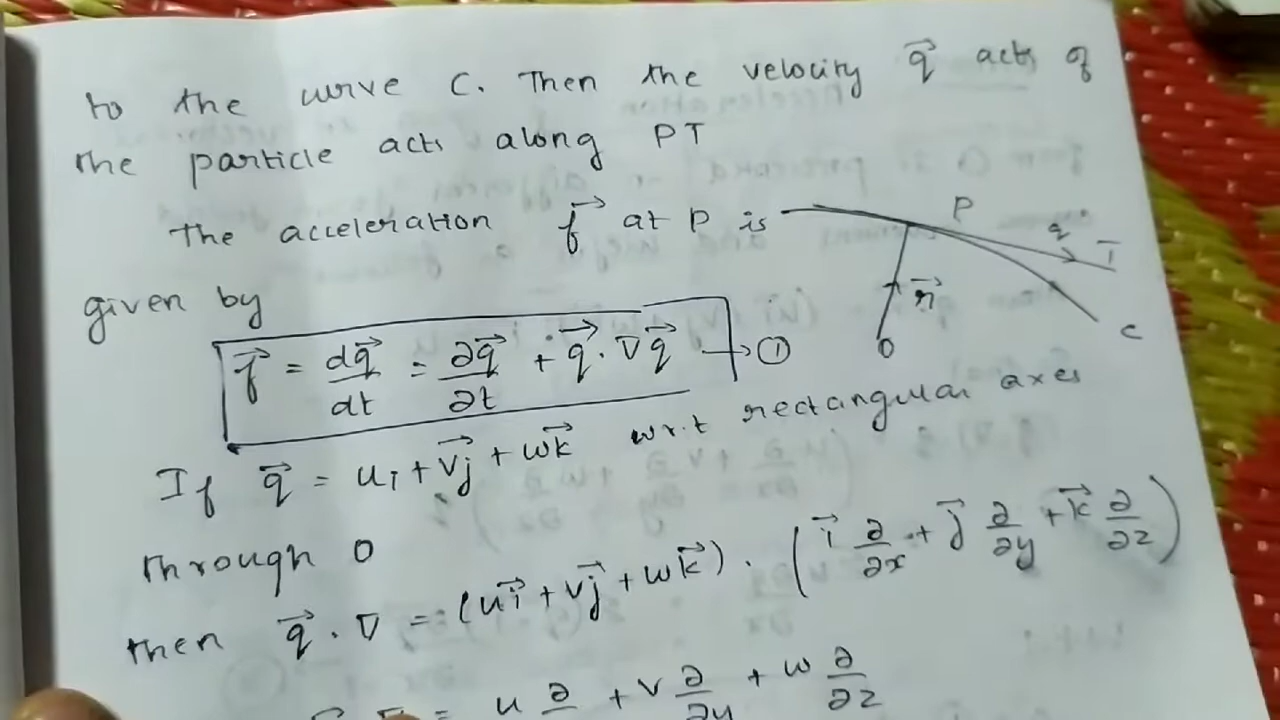 to the curve C. Then the velocity q⃗ acts of
the particle acts along PT
The acceleration f⃗ at P is
given by
f⃗ = dq⃗/dt = ∂q⃗/∂t + q⃗ . ∇q⃗ → ①
P
q
T
r⃗
O
C
If q⃗ = ui + vj⃗ + wk⃗ w.r.t rectangular axes
through O
then q⃗ . ∇ = (ui⃗ + vj⃗ + wk⃗) . (i⃗ ∂/∂x + j⃗ ∂/∂y + k⃗ ∂/∂z)
= u ∂ + v ∂/∂y + w ∂/∂z